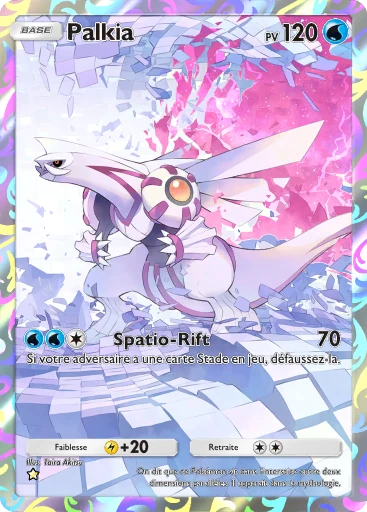 BASE Palkia PV 120
Spatio-Rift 70
Si votre adversaire a une carte Stade en jeu, défaussez-la.
Faiblesse +20 Retraite
Illus. Taira Akitsu
On dit que ce Pokémon vit dans l'interstice entre deux
dimensions parallèles. Il apparaît dans la mythologie.